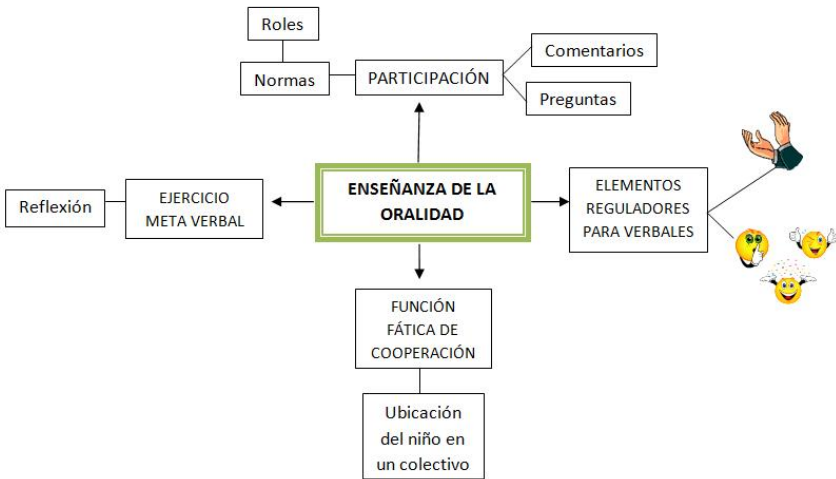 Roles
Normas
PARTICIPACIÓN
Comentarios
Preguntas
ENSEÑANZA DE LA
ORALIDAD
ELEMENTOS
REGULADORES
PARA VERBALES
EJERCICIO
META VERBAL
Reflexión
FUNCIÓN
FÁTICA DE
COOPERACIÓN
Ubicación
del niño en
un colectivo